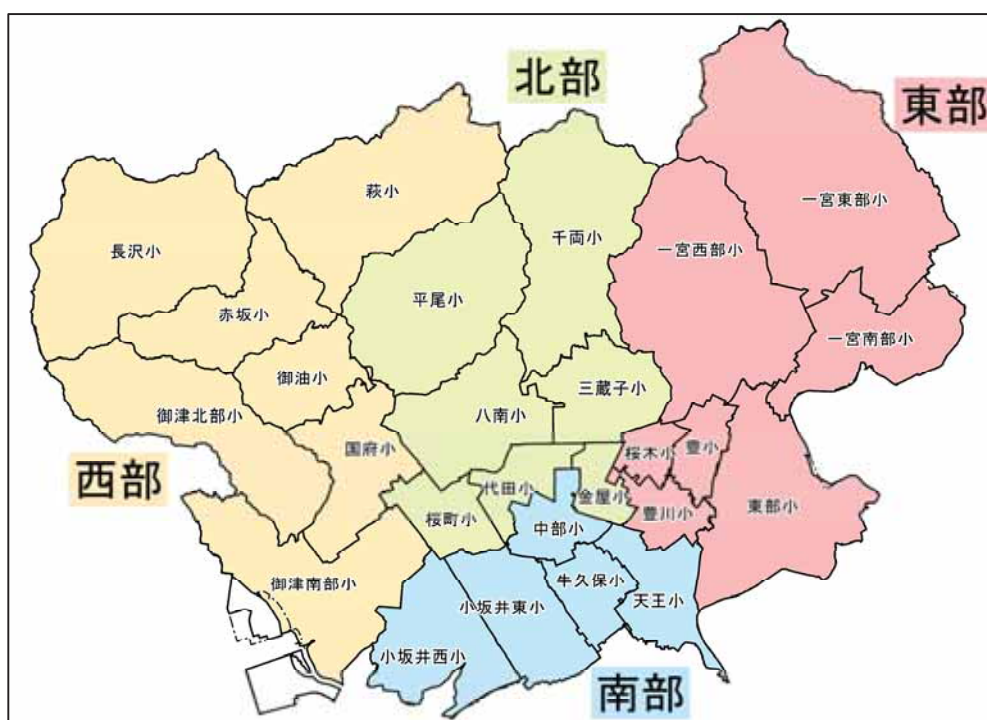 北部
東部
萩小
千両小
一宮東部小
長沢小
一宮西部小
平尾小
赤坂小
一宮南部小
御油小
三蔵子小
御津北部小
八南小
国府小
桜木小
豊小
西部
代田小
金屋小
桜町小
中部小
豊川小
東部小
御津南部小
牛久保小
小坂井東小
天王小
小坂井西小
南部